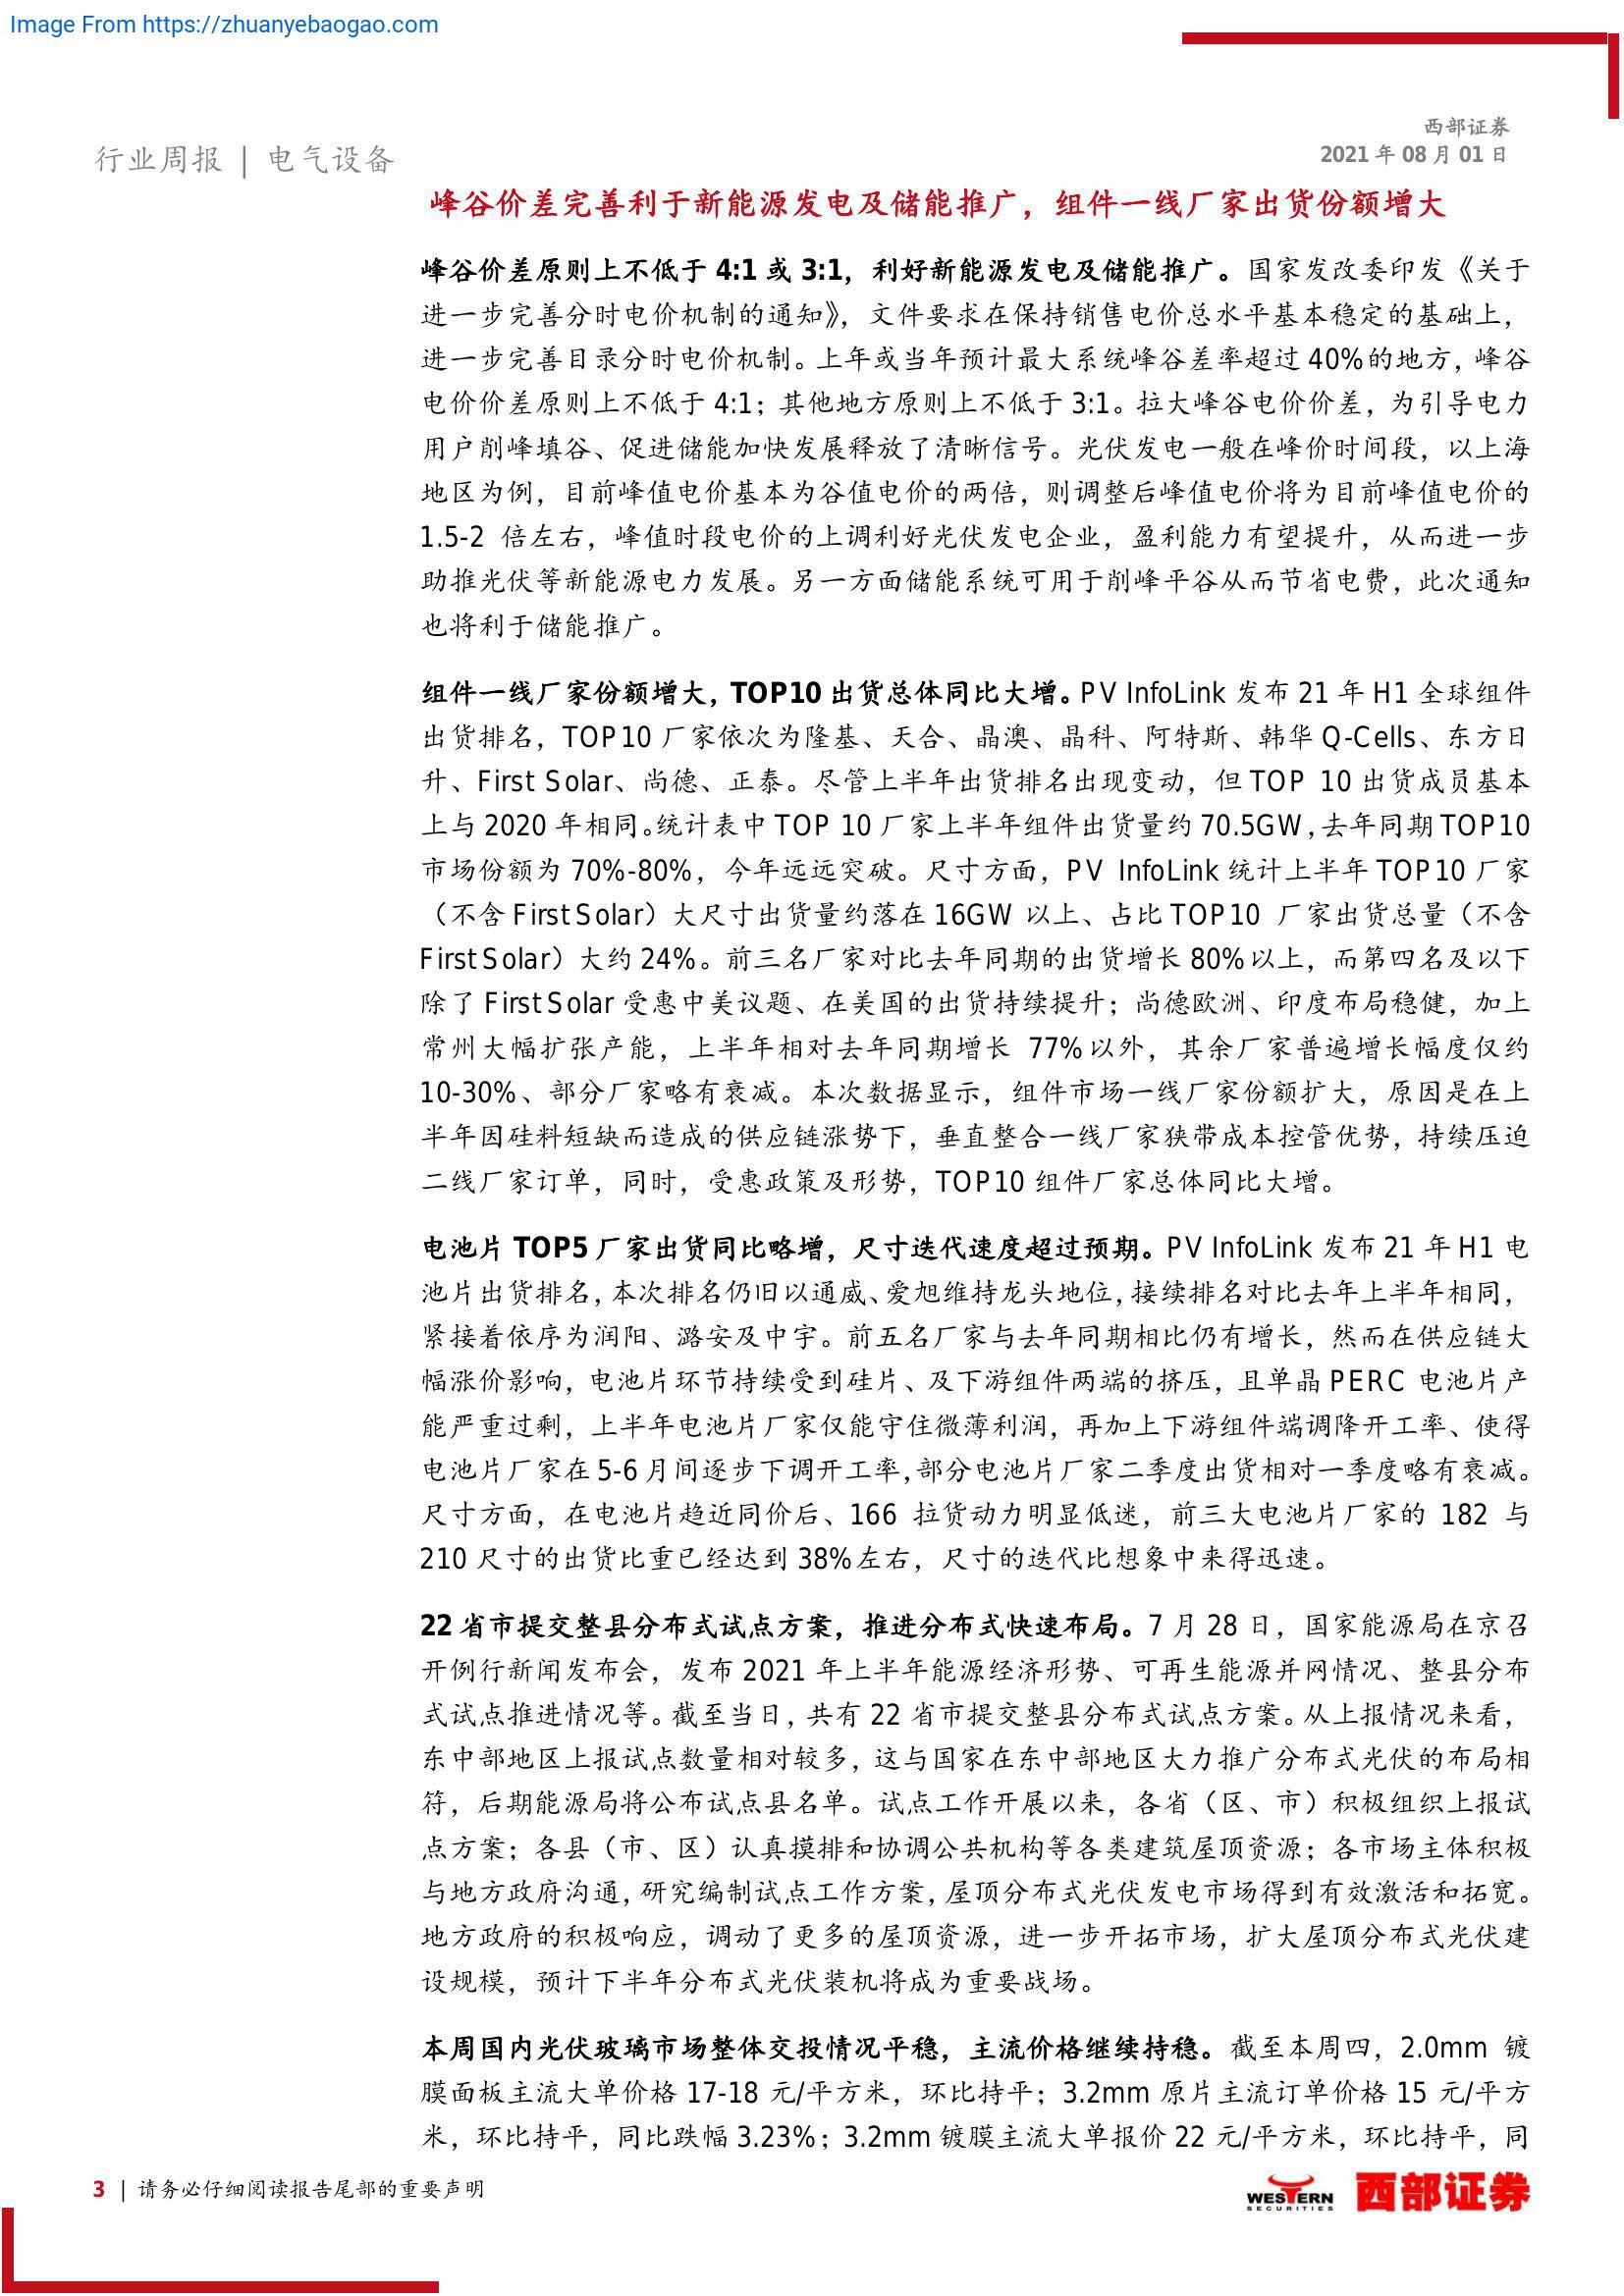 Image From https://zhuanyebaogao.com
西部证券
2021 年 08 月 01 日
行业周报 | 电气设备
峰谷价差完善利于新能源发电及储能推广，组件一线厂家出货份额增大
峰谷价差原则上不低于 4:1 或 3:1，利好新能源发电及储能推广。国家发改委印发《关于
进一步完善分时电价机制的通知》，文件要求在保持销售电价总水平基本稳定的基础上，
进一步完善目录分时电价机制。上年或当年预计最大系统峰谷差率超过 40%的地方，峰谷
电价价差原则上不低于 4:1；其他地方原则上不低于 3:1。拉大峰谷电价价差，为引导电力
用户削峰填谷、促进储能加快发展释放了清晰信号。光伏发电一般在峰价时间段，以上海
地区为例，目前峰值电价基本为谷值电价的两倍，则调整后峰值电价将为目前峰值电价的
1.5-2 倍左右，峰值时段电价的上调利好光伏发电企业，盈利能力有望提升，从而进一步
助推光伏等新能源电力发展。另一方面储能系统可用于削峰平谷从而节省电费，此次通知
也将利于储能推广。
组件一线厂家份额增大，TOP10 出货总体同比大增。PV InfoLink 发布 21 年 H1 全球组件
出货排名，TOP10 厂家依次为隆基、天合、晶澳、晶科、阿特斯、韩华 Q-Cells、东方日
升、First Solar、尚德、正泰。尽管上半年出货排名出现变动，但 TOP 10 出货成员基本
上与 2020 年相同。统计表中 TOP 10 厂家上半年组件出货量约 70.5GW，去年同期 TOP10
市场份额为 70%-80%，今年远远突破。尺寸方面，PV InfoLink 统计上半年 TOP10 厂家
（不含 First Solar）大尺寸出货量约落在 16GW 以上、占比 TOP10 厂家出货总量（不含
First Solar）大约 24%。前三名厂家对比去年同期的出货增长 80%以上，而第四名及以下
除了 First Solar 受惠中美议题、在美国的出货持续提升；尚德欧洲、印度布局稳健，加上
常州大幅扩张产能，上半年相对去年同期增长 77%以外，其余厂家普遍增长幅度仅约
10-30%、部分厂家略有衰减。本次数据显示，组件市场一线厂家份额扩大，原因是在上
半年因硅料短缺而造成的供应链涨势下，垂直整合一线厂家狭带成本控管优势，持续压迫
二线厂家订单，同时，受惠政策及形势，TOP10 组件厂家总体同比大增。
电池片 TOP5 厂家出货同比略增，尺寸迭代速度超过预期。PV InfoLink 发布 21 年 H1 电
池片出货排名，本次排名仍旧以通威、爱旭维持龙头地位，接续排名对比去年上半年相同，
紧接着依序为润阳、潞安及中宇。前五名厂家与去年同期相比仍有增长，然而在供应链大
幅涨价影响，电池片环节持续受到硅片、及下游组件两端的挤压，且单晶 PERC 电池片产
能严重过剩，上半年电池片厂家仅能守住微薄利润，再加上下游组件端调降开工率、使得
电池片厂家在 5-6 月间逐步下调开工率，部分电池片厂家二季度出货相对一季度略有衰减。
尺寸方面，在电池片趋近同价后、166 拉货动力明显低迷，前三大电池片厂家的 182 与
210 尺寸的出货比重已经达到 38%左右，尺寸的迭代比想象中来得迅速。
22 省市提交整县分布式试点方案，推进分布式快速布局。7 月 28 日，国家能源局在京召
开例行新闻发布会，发布 2021 年上半年能源经济形势、可再生能源并网情况、整县分布
式试点推进情况等。截至当日，共有 22 省市提交整县分布式试点方案。从上报情况来看，
东中部地区上报试点数量相对较多，这与国家在东中部地区大力推广分布式光伏的布局相
符，后期能源局将公布试点县名单。试点工作开展以来，各省（区、市）积极组织上报试
点方案；各县（市、区）认真摸排和协调公共机构等各类建筑屋顶资源；各市场主体积极
与地方政府沟通，研究编制试点工作方案，屋顶分布式光伏发电市场得到有效激活和拓宽。
地方政府的积极响应，调动了更多的屋顶资源，进一步开拓市场，扩大屋顶分布式光伏建
设规模，预计下半年分布式光伏装机将成为重要战场。
本周国内光伏玻璃市场整体交投情况平稳，主流价格继续持稳。截至本周四，2.0mm 镀
膜面板主流大单价格 17-18 元/平方米，环比持平；3.2mm 原片主流订单价格 15 元/平方
米，环比持平，同比跌幅 3.23%；3.2mm 镀膜主流大单报价 22 元/平方米，环比持平，同
3 | 请务必仔细阅读报告尾部的重要声明
WESTERN
SECURITIES
西部证券